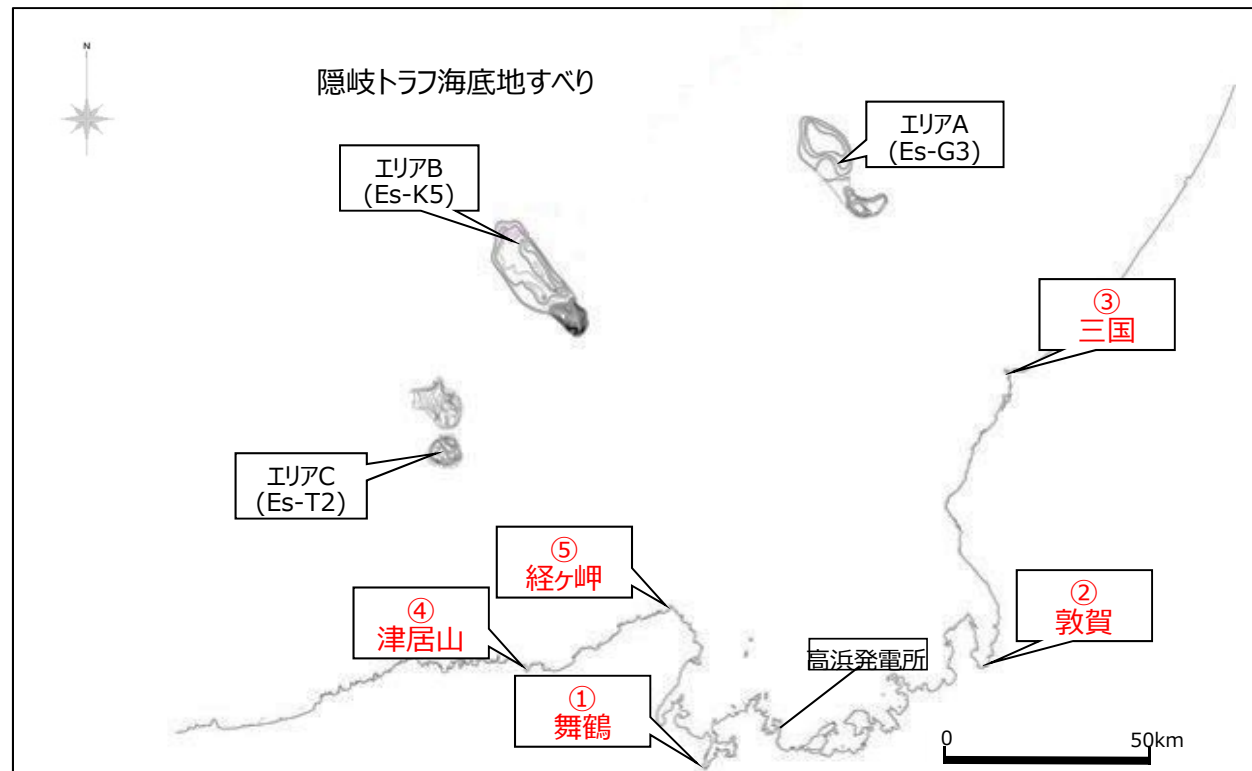 N
隠岐トラフ海底地すべり
エリアA
(Es-G3)
エリアB
(Es-K5)
③
三国
エリアC
(Es-T2)
⑤
経ヶ岬
④
津居山
②
敦賀
高浜発電所
①
舞鶴
0 50km